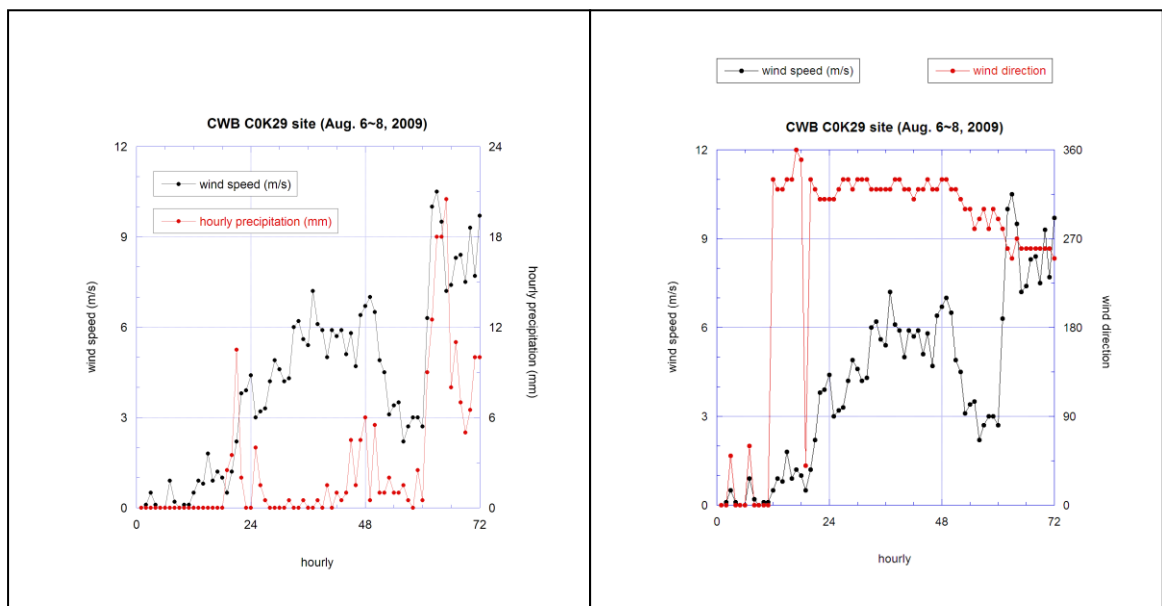 CWB C0K29 site (Aug. 6~8, 2009)
wind speed (m/s)
hourly precipitation (mm)
12
9
6
3
0
24
18
12
6
0
wind speed (m/s)
hourly precipitation (mm)
0
24
48
72
hourly
wind speed (m/s)
wind direction
CWB C0K29 site (Aug. 6~8, 2009)
12
9
6
3
0
360
270
180
90
0
wind speed (m/s)
wind direction
0
24
48
72
hourly